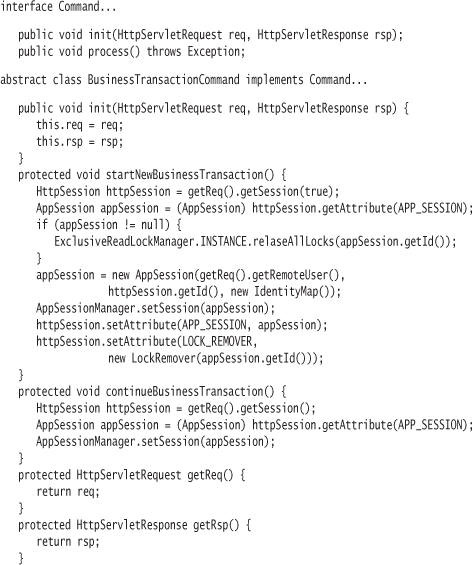 interface Command...
public void init(HttpServletRequest req, HttpServletResponse rsp);
public void process() throws Exception;
abstract class BusinessTransactionCommand implements Command...
public void init(HttpServletRequest req, HttpServletResponse rsp) {
this.req = req;
this.rsp = rsp;
}
protected void startNewBusinessTransaction() {
HttpSession httpSession = getReq().getSession(true);
AppSession appSession = (AppSession) httpSession.getAttribute(APP_SESSION);
if (appSession != null) {
ExclusiveReadLockManager.INSTANCE.relaseAllLocks(appSession.getId());
}
appSession = new AppSession(getReq().getRemoteUser(),
httpSession.getId(), new IdentityMap());
AppSessionManager.setSession(appSession);
httpSession.setAttribute(APP_SESSION, appSession);
httpSession.setAttribute(LOCK_REMOVER,
new LockRemover(appSession.getId()));
}
protected void continueBusinessTransaction() {
HttpSession httpSession = getReq().getSession();
AppSession appSession = (AppSession) httpSession.getAttribute(APP_SESSION);
AppSessionManager.setSession(appSession);
}
protected HttpServletRequest getReq() {
return req;
}
protected HttpServletResponse getRsp() {
return rsp;
}